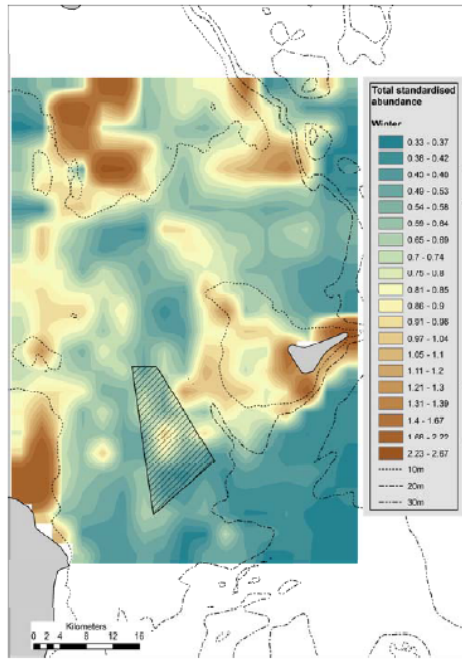 Total standardised
abundance
Winter
0.33 - 0.37
0.38 - 0.42
0.43 - 0.48
0.49 - 0.53
0.54 - 0.58
0.59 - 0.64
0.65 - 0.69
0.7 - 0.74
0.75 - 0.8
0.81 - 0.85
0.86 - 0.9
0.91 - 0.96
0.97 - 1.04
1.05 - 1.1
1.11 - 1.2
1.21 - 1.3
1.31 - 1.39
1.4 - 1.67
1.68 - 2.22
2.23 - 2.67
10m
20m
30m
Kilometers
0 2 4 8 12 16